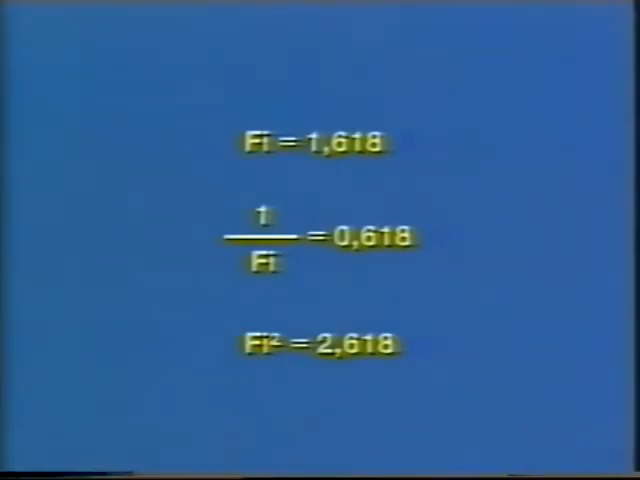 Fi = 1,618
1
Fi
= 0,618
Fi² = 2,618